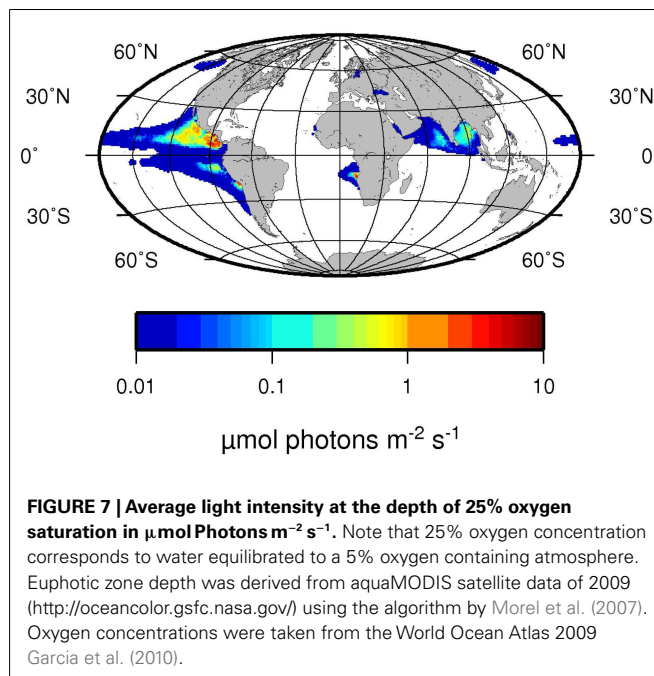 60˚N 60˚N
30˚N 30˚N
0˚ 0˚
30˚S 30˚S
60˚S 60˚S
0.01 0.1 1 10
µmol photons m-2 s-1
FIGURE 7 | Average light intensity at the depth of 25% oxygen
saturation in μmol Photons m−2 s−1. Note that 25% oxygen concentration
corresponds to water equilibrated to a 5% oxygen containing atmosphere.
Euphotic zone depth was derived from aquaMODIS satellite data of 2009
(http://oceancolor.gsfc.nasa.gov/) using the algorithm by Morel et al. (2007).
Oxygen concentrations were taken from the World Ocean Atlas 2009
Garcia et al. (2010).